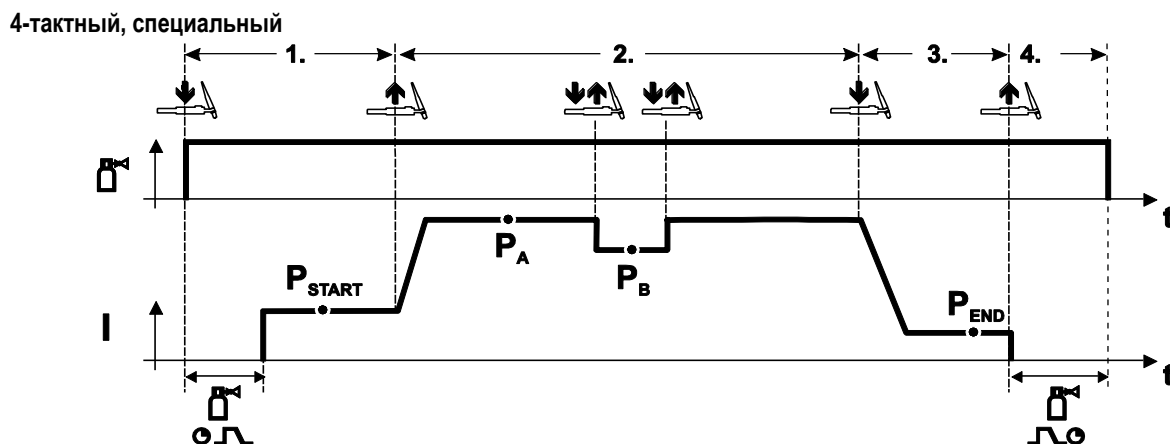 4-тактный, специальный
1. 2. 3. 4.
t
P_A
P_B
P_START
P_END
I
t